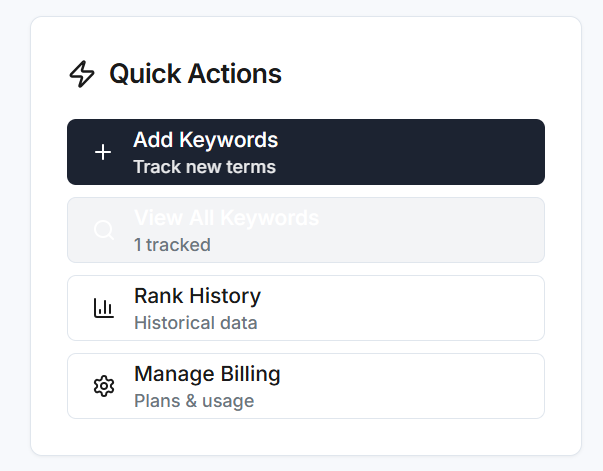 Quick Actions
Add Keywords
Track new terms
View All Keywords
1 tracked
Rank History
Historical data
Manage Billing
Plans & usage